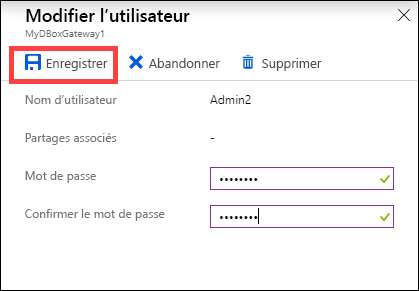 Modifier l'utilisateur
MyDBoxGateway1
Enregistrer Abandonner Supprimer
Nom d'utilisateur Admin2
Partages associés -
Mot de passe ••••••••
Confirmer le mot de passe ••••••••